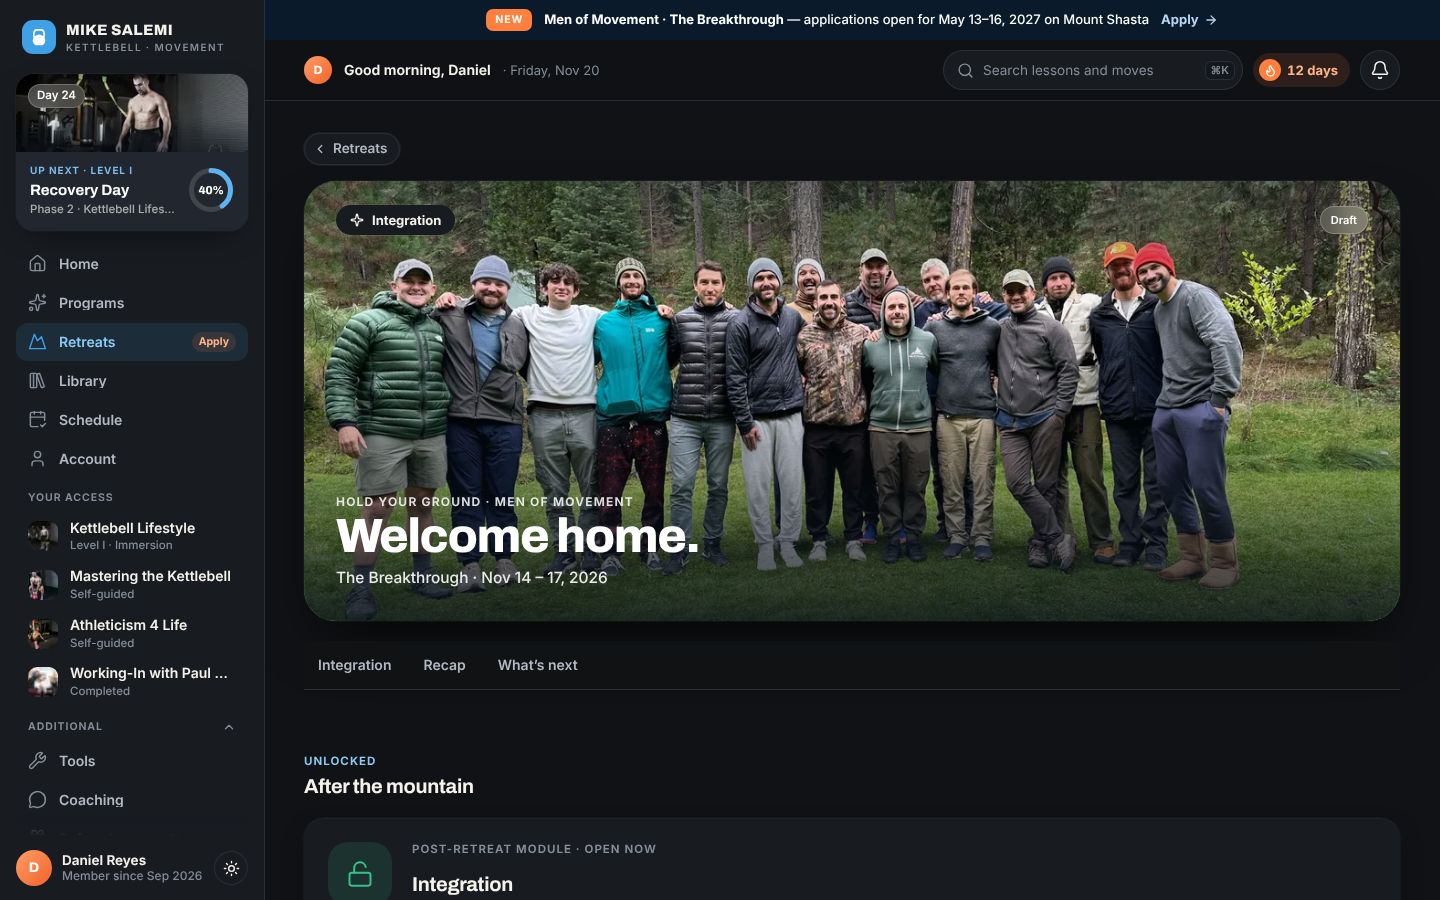 MIKE SALEMI
KETTLEBELL · MOVEMENT
Day 24
UP NEXT · LEVEL I
Recovery Day
Phase 2 · Kettlebell Lifes...
40%
Home
Programs
Retreats
Apply
Library
Schedule
Account
YOUR ACCESS
Kettlebell Lifestyle
Level I · Immersion
Mastering the Kettlebell
Self-guided
Athleticism 4 Life
Self-guided
Working-In with Paul ...
Completed
ADDITIONAL
Tools
Coaching
D
Daniel Reyes
Member since Sep 2026
NEW
Men of Movement · The Breakthrough — applications open for May 13–16, 2027 on Mount Shasta
Apply →
D
Good morning, Daniel · Friday, Nov 20
Search lessons and moves
⌘K
12 days
Retreats
Integration
Draft
HOLD YOUR GROUND · MEN OF MOVEMENT
Welcome home.
The Breakthrough · Nov 14 – 17, 2026
Integration
Recap
What's next
UNLOCKED
After the mountain
POST-RETREAT MODULE · OPEN NOW
Integration